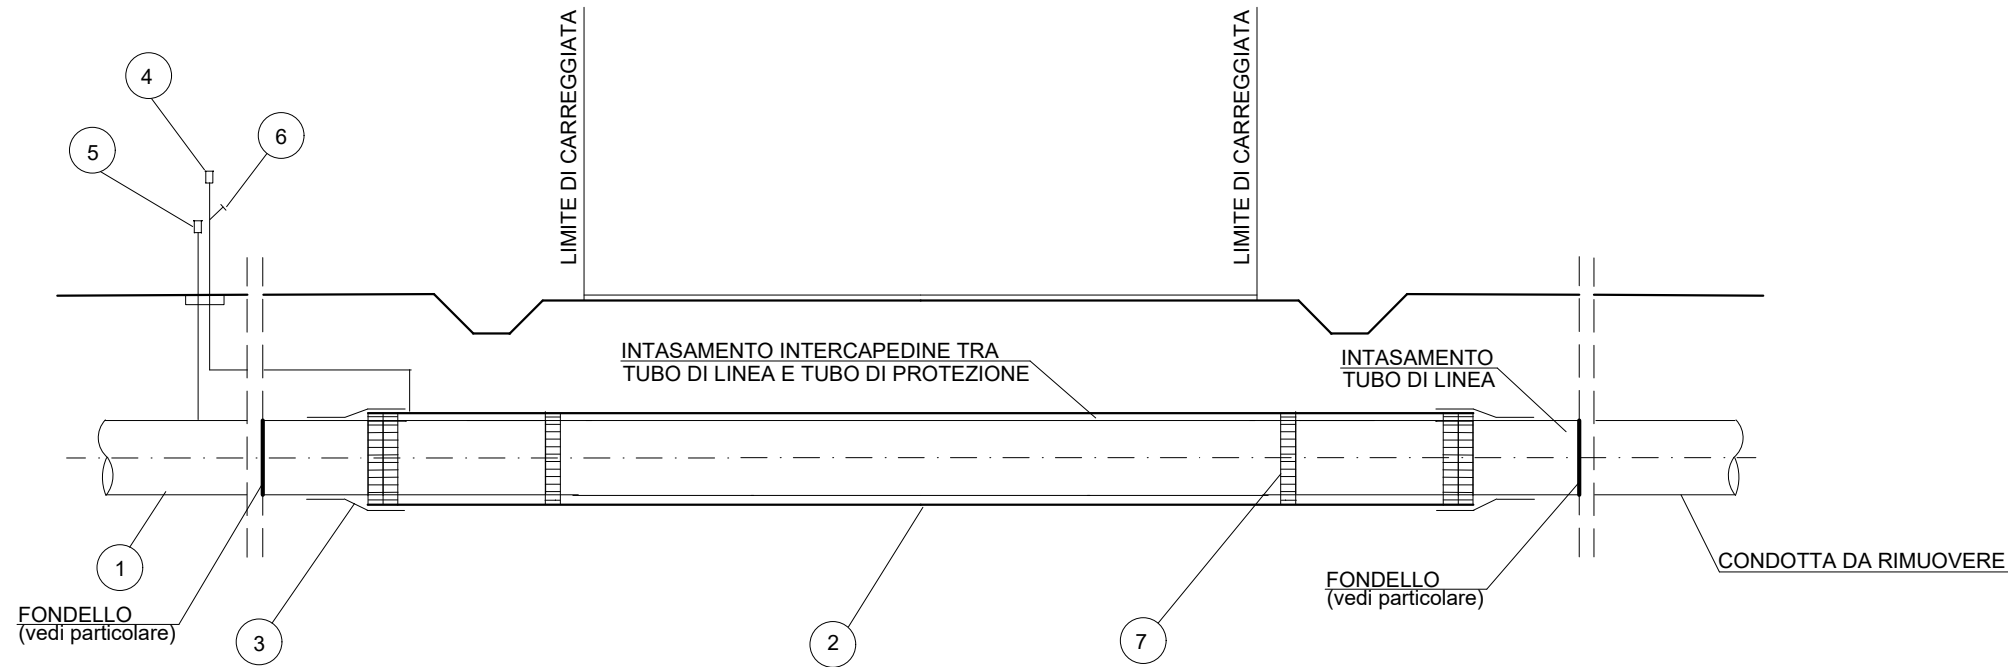 LIMITE DI CARREGGIATA
LIMITE DI CARREGGIATA
4
6
5
INTASAMENTO INTERCAPEDINE TRA
TUBO DI LINEA E TUBO DI PROTEZIONE
INTASAMENTO
TUBO DI LINEA
1
CONDOTTA DA RIMUOVERE
FONDELLO
(vedi particolare)
FONDELLO
(vedi particolare)
3
2
7